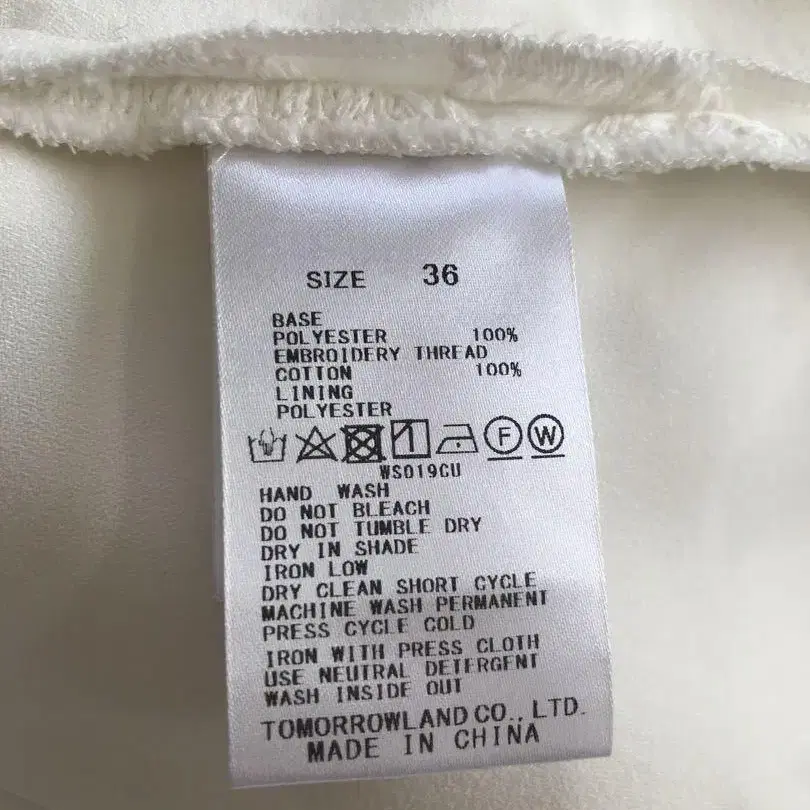 SIZE 36
BASE
POLYESTER 100%
EMBROIDERY THREAD
COTTON 100%
LINING
POLYESTER
F W
WS019CU
HAND WASH
DO NOT BLEACH
DO NOT TUMBLE DRY
DRY IN SHADE
IRON LOW
DRY CLEAN SHORT CYCLE
MACHINE WASH PERMANENT
PRESS CYCLE COLD
IRON WITH PRESS CLOTH
USE NEUTRAL DETERGENT
WASH INSIDE OUT
TOMORROWLAND CO., LTD.
MADE IN CHINA